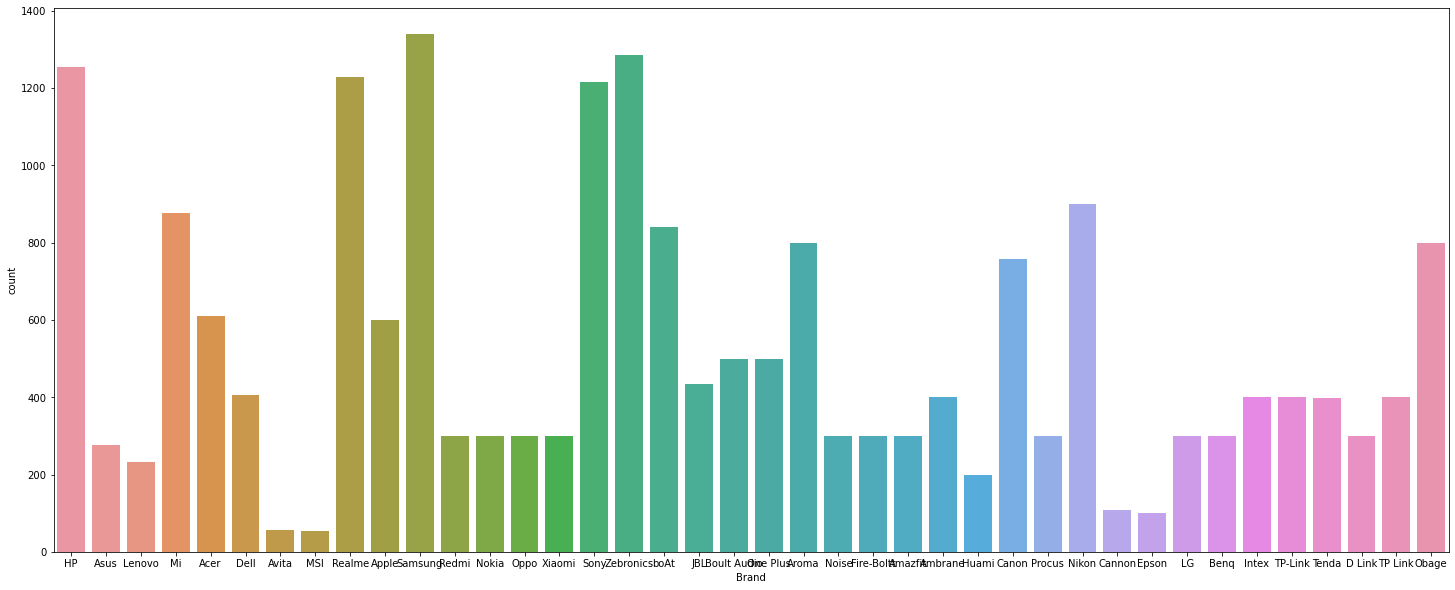 1400
1200
1000
800
600
400
200
0
count
HP Asus Lenovo Mi Acer Dell Avita MSI Realme Apple Samsung Redmi Nokia Oppo Xiaomi Sony Zebronics boAt JBL Boult Audio One Plus Aroma Noise Fire-Boltt Amazfit Ambrane Huami Canon Procus Nikon Cannon Epson LG Benq Intex TP-Link Tenda D Link TP Link Obage
Brand